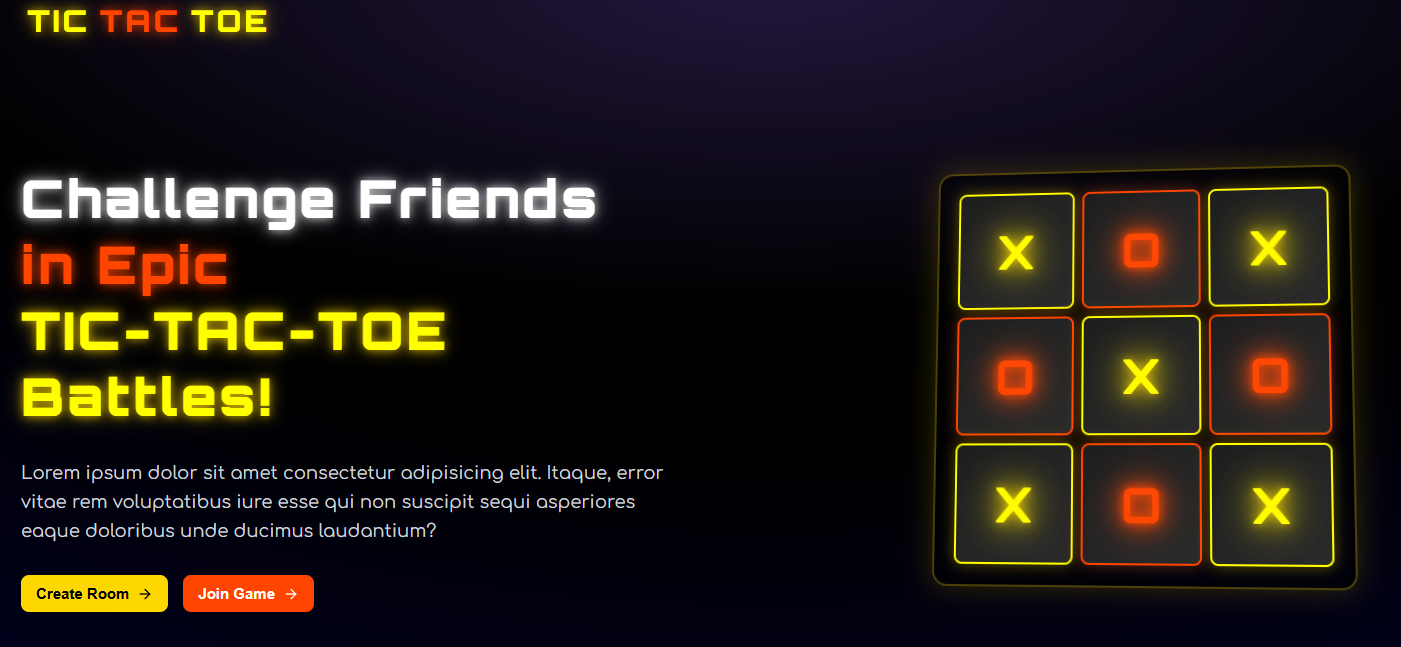 TIC TAC TOE
Challenge Friends
in Epic
TIC-TAC-TOE
Battles!
Lorem ipsum dolor sit amet consectetur adipisicing elit. Itaque, error
vitae rem voluptatibus iure esse qui non suscipit sequi asperiores
eaque doloribus unde ducimus laudantium?
Create Room →
Join Game →
X O X
O X O
X O X